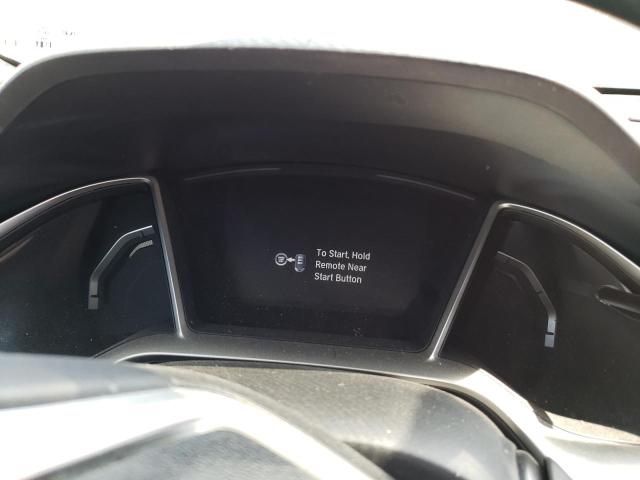 To Start, Hold
Remote Near
Start Button